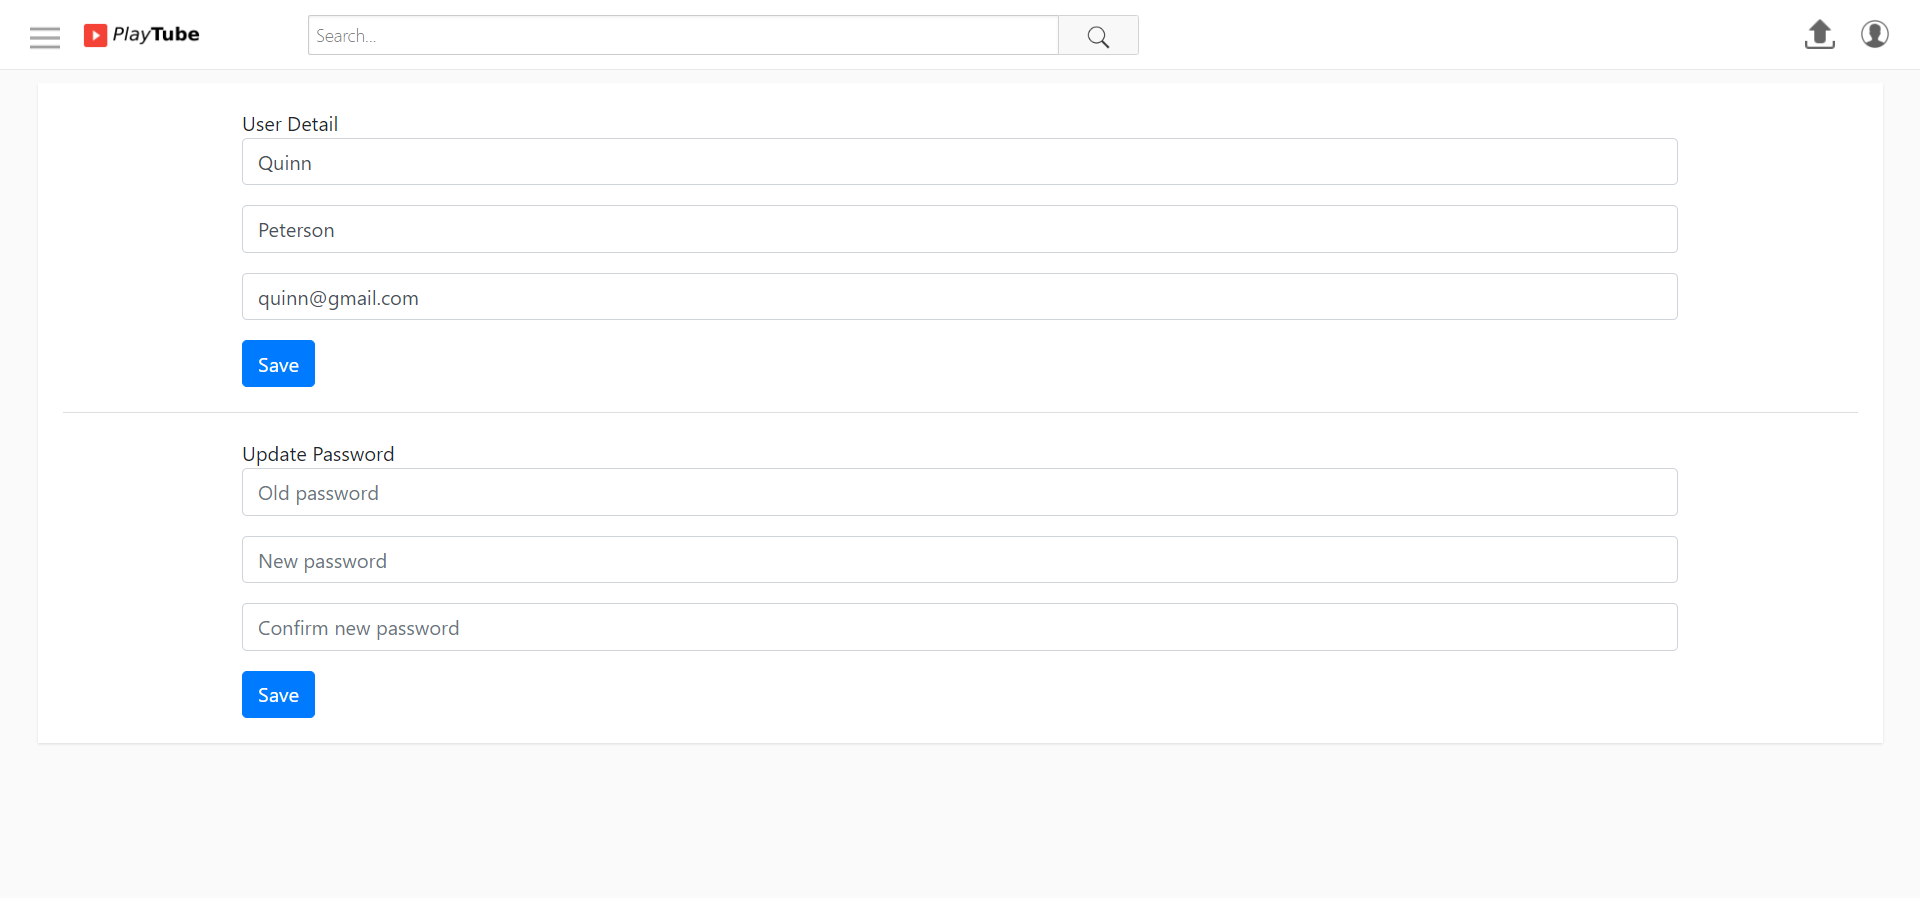 PlayTube
Search...
User Detail
Quinn
Peterson
quinn@gmail.com
Save
Update Password
Old password
New password
Confirm new password
Save